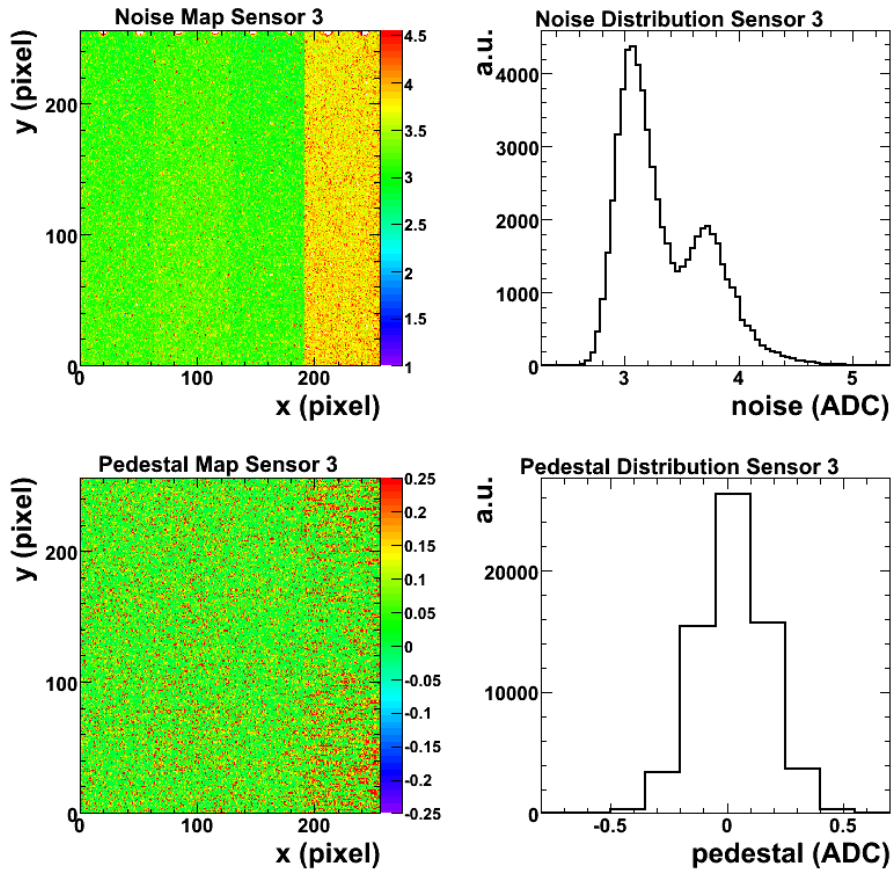 Noise Map Sensor 3
y (pixel)
200
100
0
0 100 200
x (pixel)
4.5
4
3.5
3
2.5
2
1.5
1
Noise Distribution Sensor 3
a.u.
4000
3000
2000
1000
0
3 4 5
noise (ADC)
Pedestal Map Sensor 3
y (pixel)
200
100
0
0 100 200
x (pixel)
0.25
0.2
0.15
0.1
0.05
0
-0.05
-0.1
-0.15
-0.2
-0.25
Pedestal Distribution Sensor 3
a.u.
20000
10000
0
-0.5 0 0.5
pedestal (ADC)